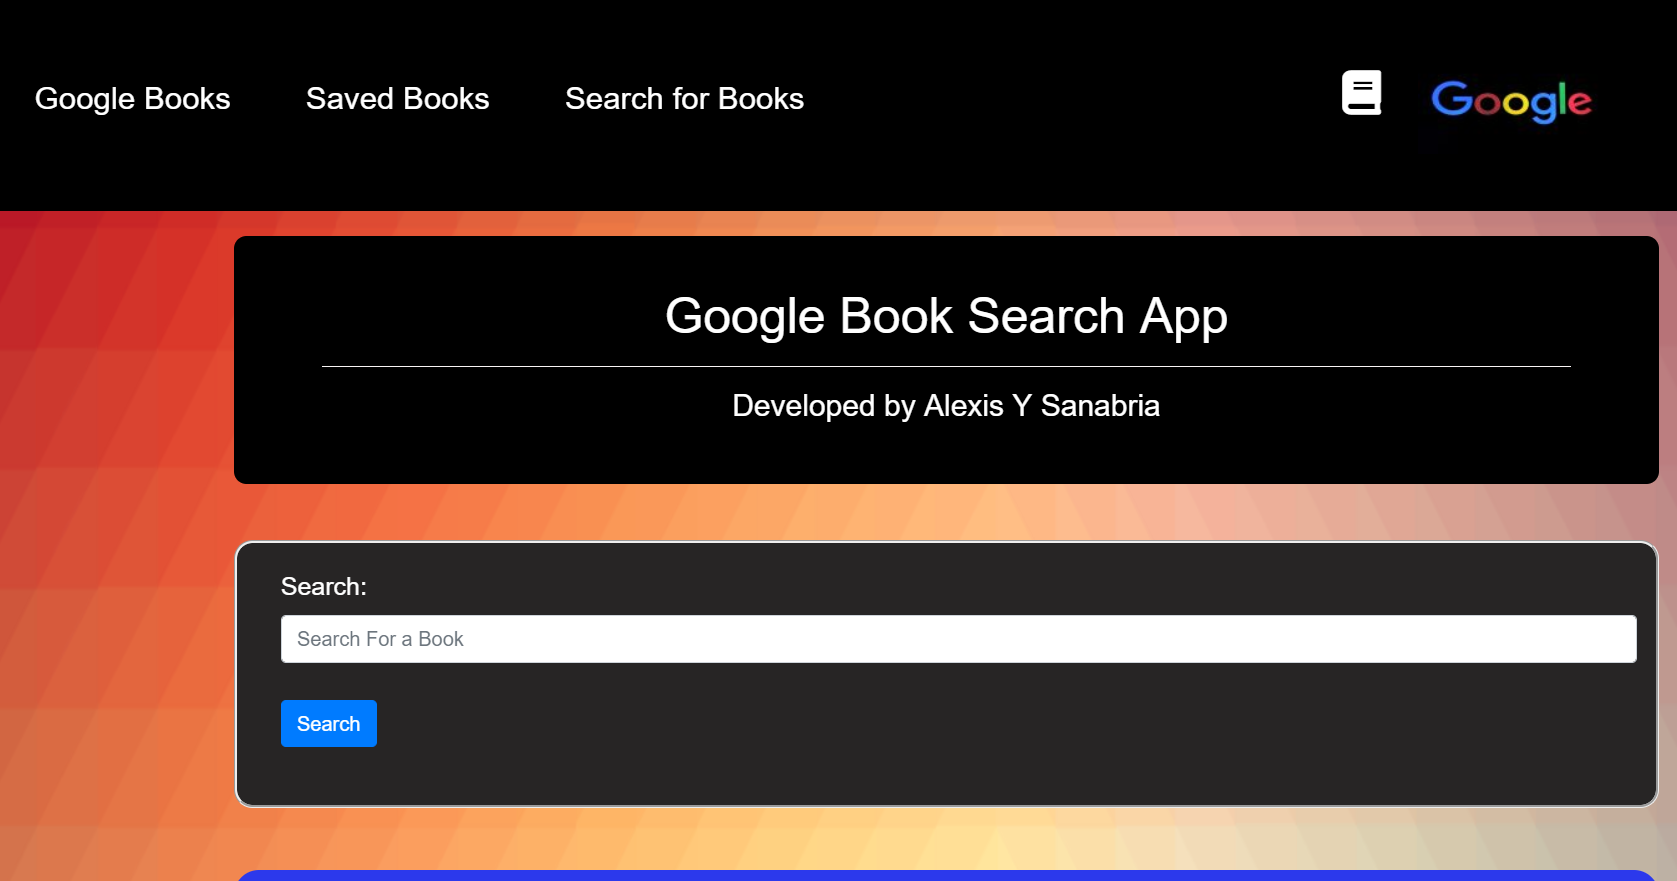 Google Books Saved Books Search for Books Google
Google Book Search App
Developed by Alexis Y Sanabria
Search:
Search For a Book
Search